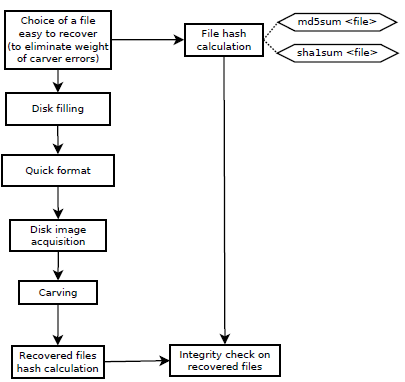 Choice of a file
easy to recover
(to eliminate weight
of carver errors)
File hash
calculation
md5sum <file>
sha1sum <file>
Disk filling
Quick format
Disk image
acquisition
Carving
Recovered files
hash calculation
Integrity check on
recovered files